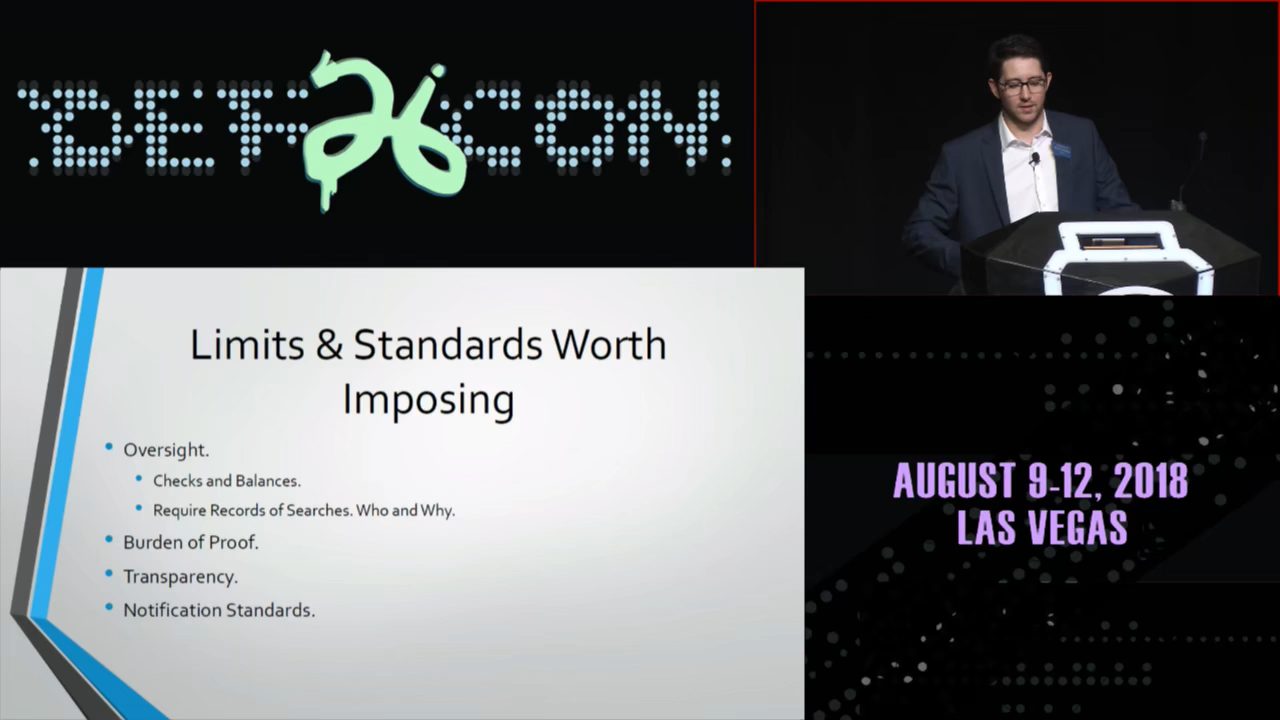 DEF 26 CON
Limits & Standards Worth
Imposing
Oversight.
Checks and Balances.
Require Records of Searches. Who and Why.
Burden of Proof.
Transparency.
Notification Standards.
AUGUST 9-12, 2018
LAS VEGAS